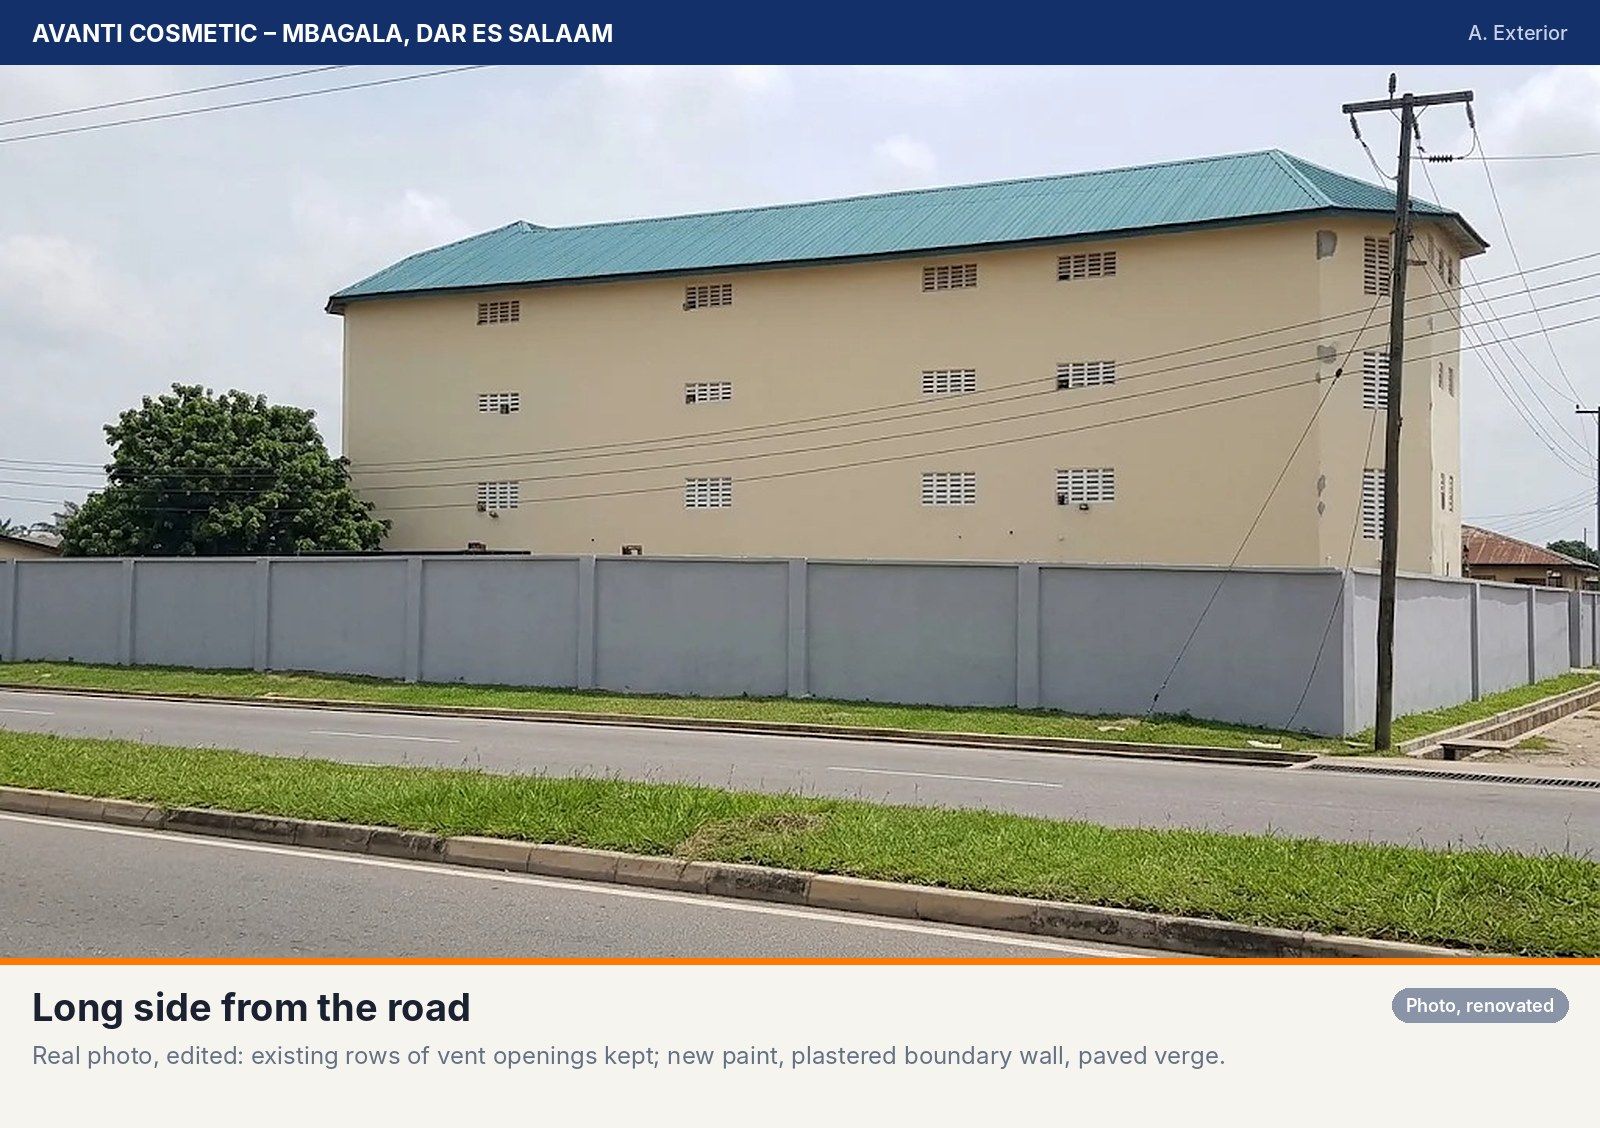 AVANTI COSMETIC – MBAGALA, DAR ES SALAAM
A. Exterior
Long side from the road
Photo, renovated
Real photo, edited: existing rows of vent openings kept; new paint, plastered boundary wall, paved verge.